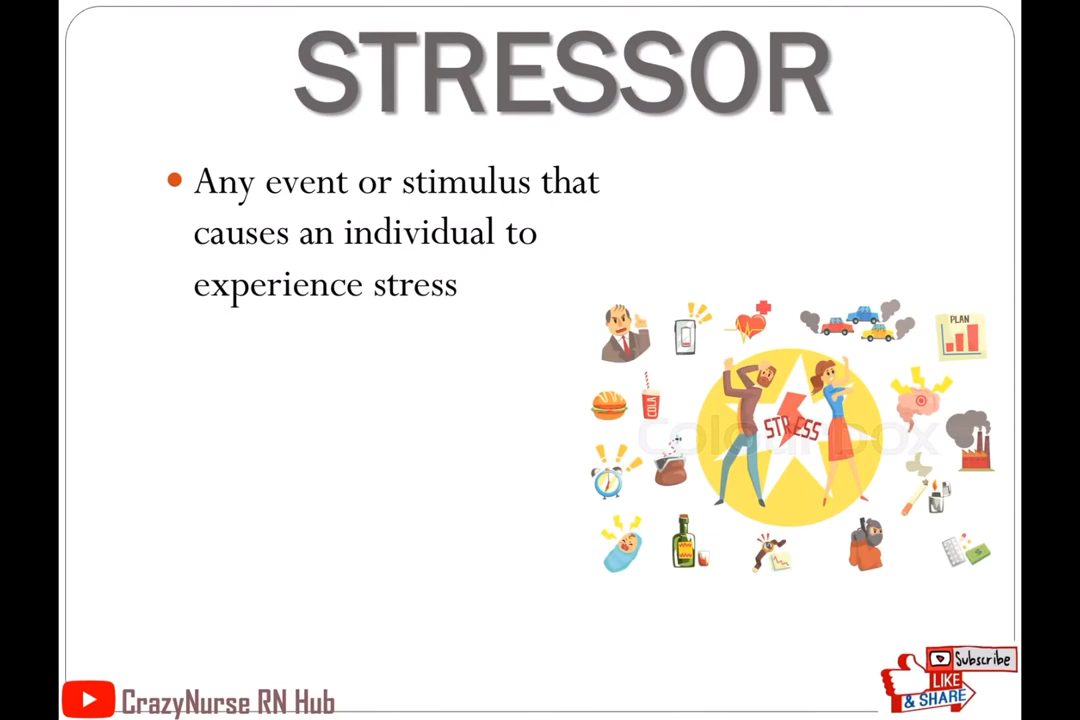 STRESSOR
Any event or stimulus that
causes an individual to
experience stress
PLAN
COLA
STRESS
colourbox
CrazyNurse RN Hub
Subscribe
LIKE
& SHARE